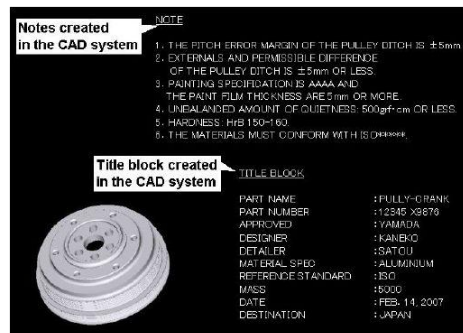 Notes created
in the CAD system
NOTE
1. THE PITCH ERROR MARGIN OF THE PULLEY DITCH IS ±5mm
2. EXTERNALS AND PERMISSIBLE DIFFERENCE
OF THE PULLEY DITCH IS ±5mm OR LESS.
3. PAINTING SPECIFICATION IS AAAA AND
THE PAINT FILM THICKNESS ARE 5mm OR MORE.
4. UNBALANCED AMOUNT OF QUIETNESS: 500grf·cm OR LESS
5. HARDNESS: HrB 150-160.
6. THE MATERIALS MUST CONFORM WITH ISO******.
Title block created
in the CAD system
TITLE BLOCK
PART NAME :PULLY-CRANK
PART NUMBER :12345 X9876
APPROVED :YAMADA
DESIGNER :KANEKO
DETAILER :SATOU
MATERIAL SPEC :ALUMINIUM
REFERENCE STANDARD :ISO
MASS :5000
DATE :FEB. 14, 2007
DESTINATION :JAPAN